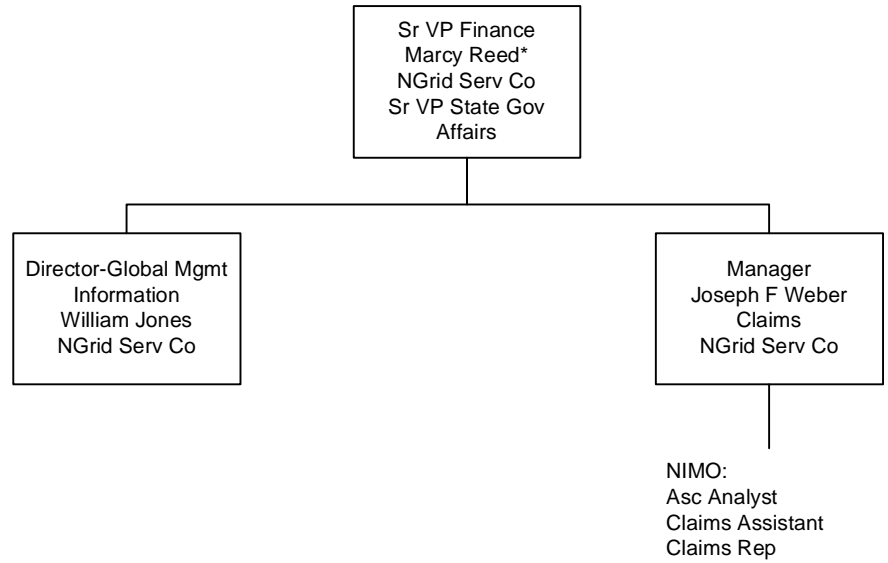 Sr VP Finance
Marcy Reed*
NGrid Serv Co
Sr VP State Gov
Affairs
Director-Global Mgmt
Information
William Jones
NGrid Serv Co
Manager
Joseph F Weber
Claims
NGrid Serv Co
NIMO:
Asc Analyst
Claims Assistant
Claims Rep